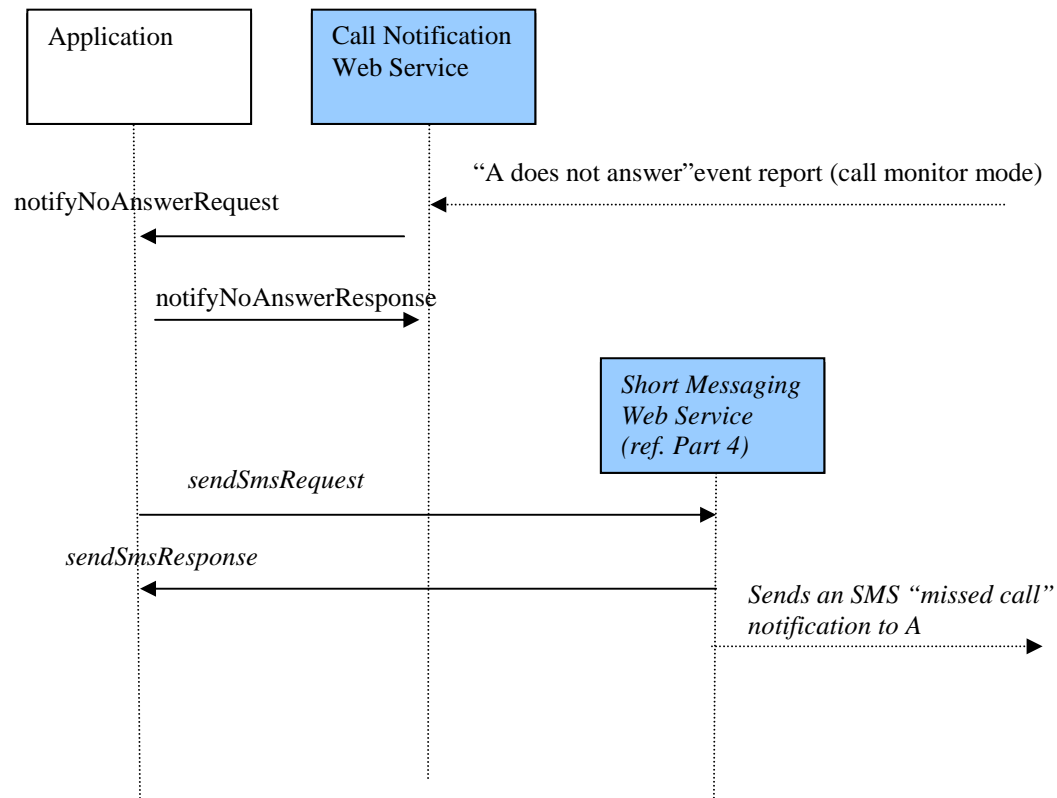 Application
Call Notification
Web Service
“A does not answer”event report (call monitor mode)
notifyNoAnswerRequest
notifyNoAnswerResponse
Short Messaging
Web Service
(ref. Part 4)
sendSmsRequest
sendSmsResponse
Sends an SMS “missed call”
notification to A